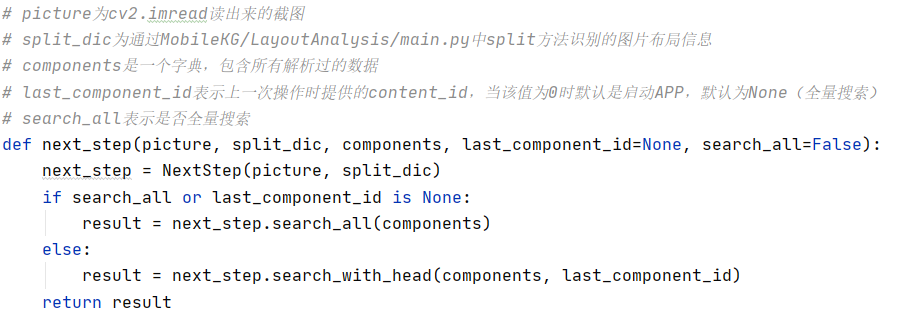 # picture为cv2.imread读出来的截图
# split_dic为通过MobileKG/LayoutAnalysis/main.py中split方法识别的图片布局信息
# components是一个字典，包含所有解析过的数据
# last_component_id表示上一次操作时提供的content_id，当该值为0时默认是启动APP，默认为None（全量搜索）
# search_all表示是否全量搜索
def next_step(picture, split_dic, components, last_component_id=None, search_all=False):
    next_step = NextStep(picture, split_dic)
    if search_all or last_component_id is None:
        result = next_step.search_all(components)
    else:
        result = next_step.search_with_head(components, last_component_id)
    return result